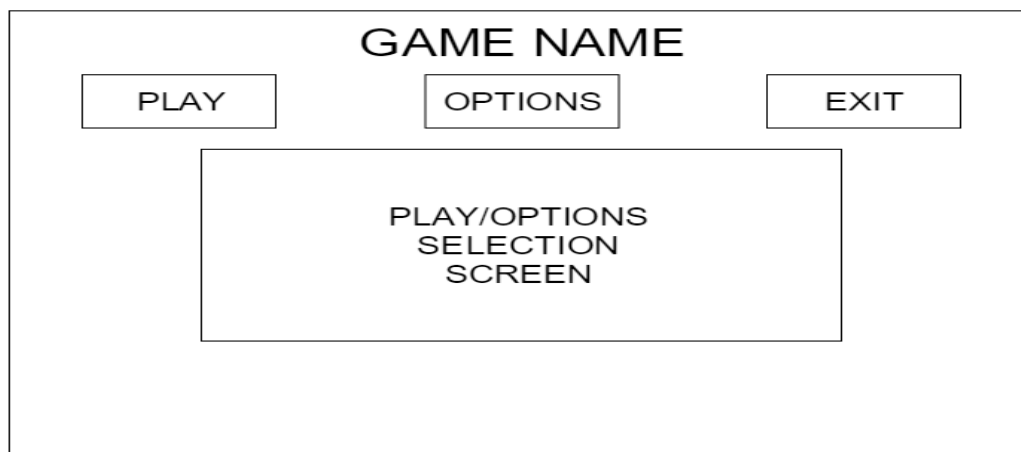 GAME NAME
PLAY
OPTIONS
EXIT
PLAY/OPTIONS
SELECTION
SCREEN